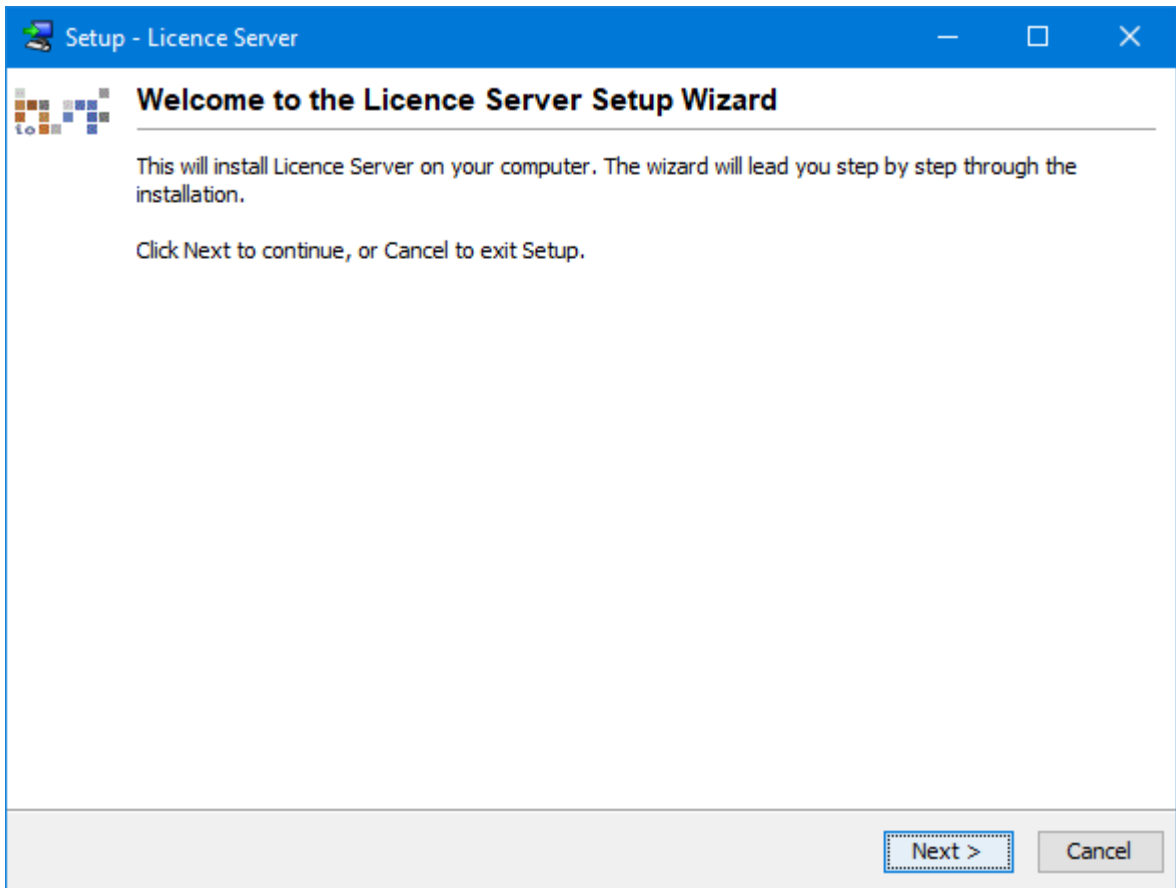 Setup - Licence Server
io
Welcome to the Licence Server Setup Wizard
This will install Licence Server on your computer. The wizard will lead you step by step through the
installation.
Click Next to continue, or Cancel to exit Setup.
Next >
Cancel